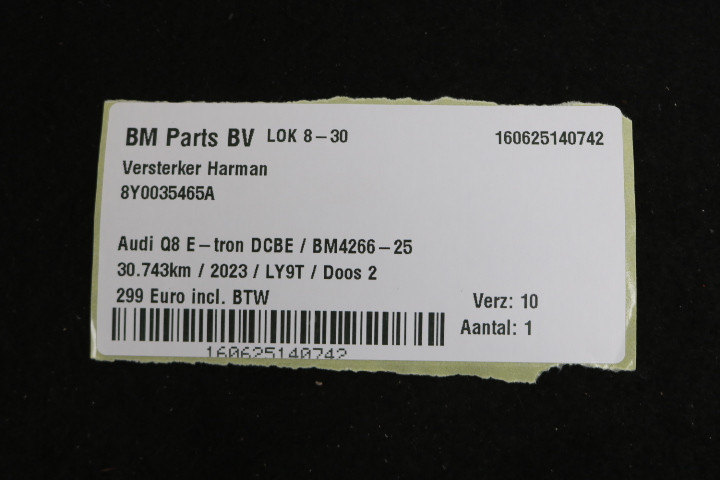 BM Parts BV LOK 8-30 160625140742
Versterker Harman
8Y0035465A
Audi Q8 E-tron DCBE / BM4266-25
30.743km / 2023 / LY9T / Doos 2
299 Euro incl. BTW Verz: 10
Aantal: 1
160625140742